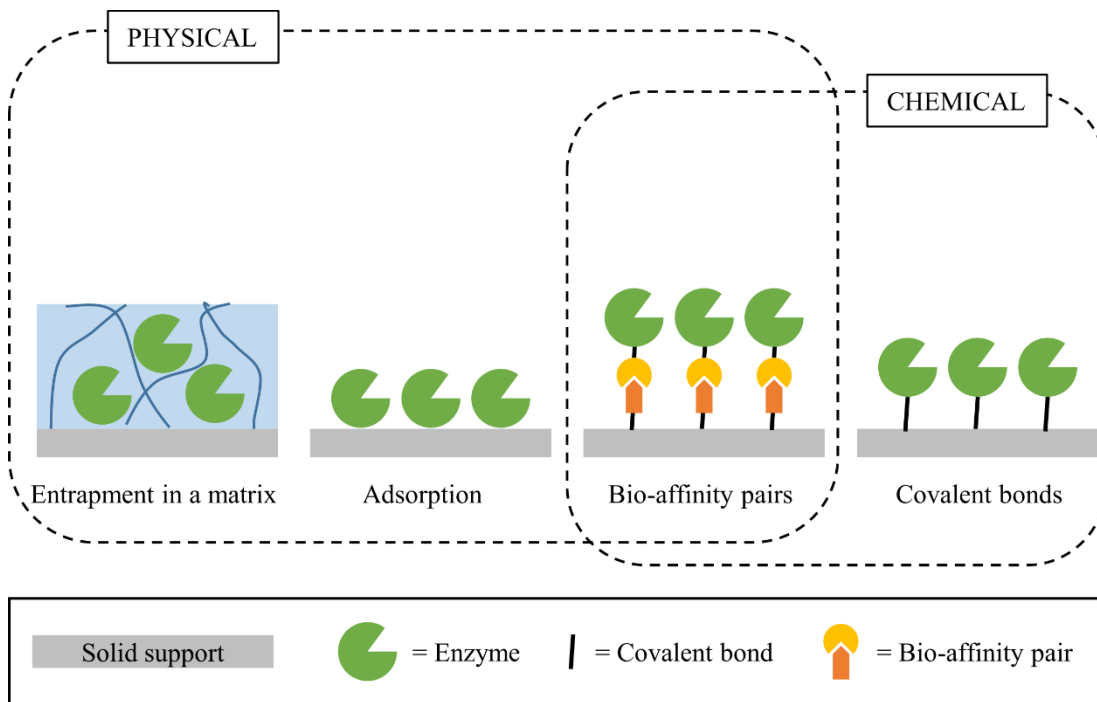 PHYSICAL
CHEMICAL
Entrapment in a matrix
Adsorption
Bio-affinity pairs
Covalent bonds
Solid support
= Enzyme
= Covalent bond
= Bio-affinity pair